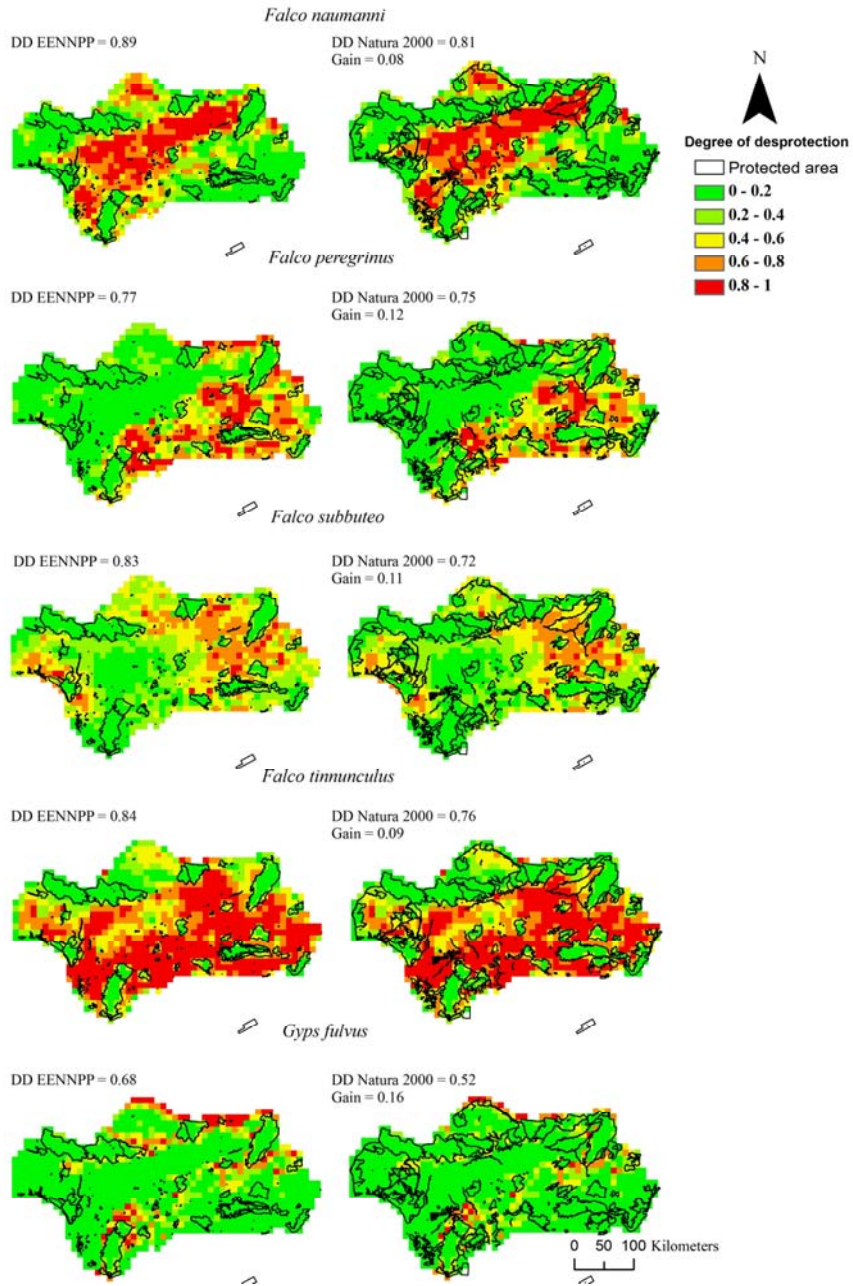 Falco naumanni
DD EENNPP = 0.89
DD Natura 2000 = 0.81
Gain = 0.08
N
Degree of desprotection
Protected area
0 - 0.2
0.2 - 0.4
0.4 - 0.6
0.6 - 0.8
0.8 - 1
Falco peregrinus
DD EENNPP = 0.77
DD Natura 2000 = 0.75
Gain = 0.12
Falco subbuteo
DD EENNPP = 0.83
DD Natura 2000 = 0.72
Gain = 0.11
Falco tinnunculus
DD EENNPP = 0.84
DD Natura 2000 = 0.76
Gain = 0.09
Gyps fulvus
DD EENNPP = 0.68
DD Natura 2000 = 0.52
Gain = 0.16
0 50 100 Kilometers